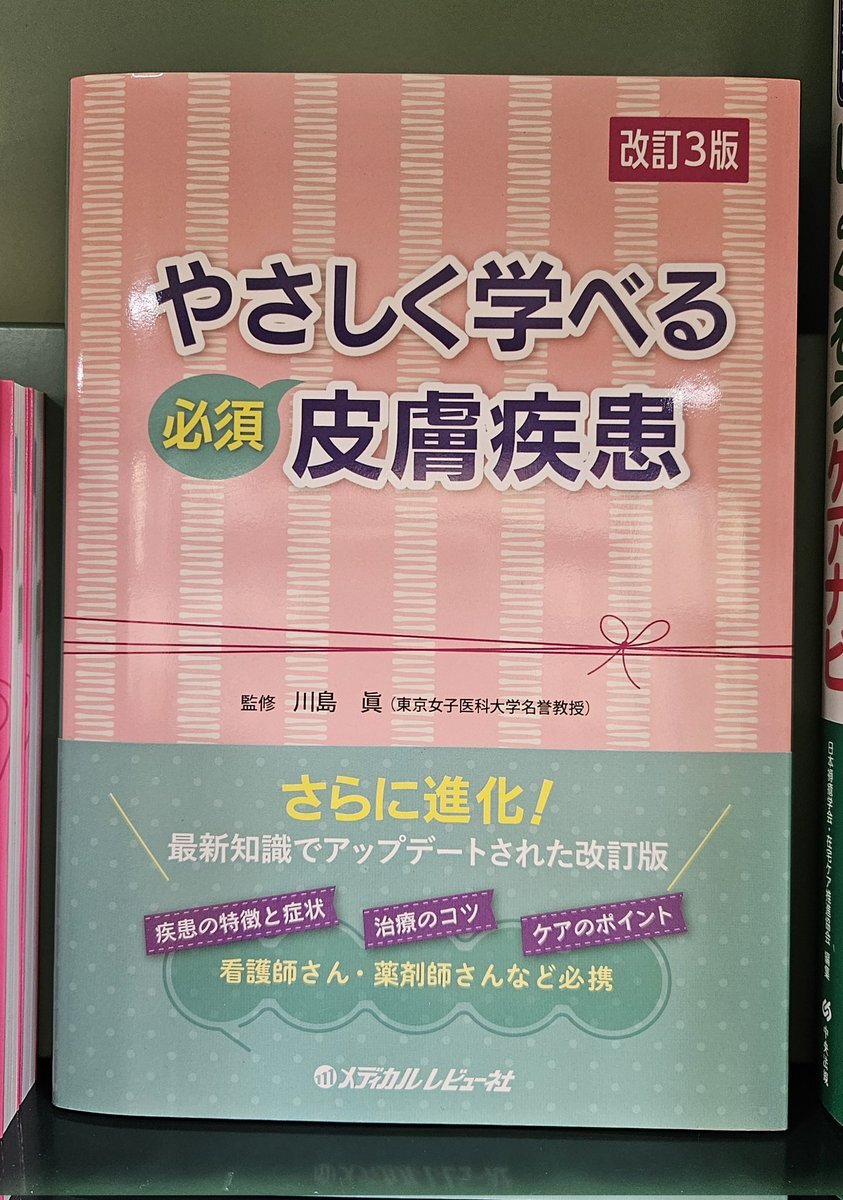 改訂3版
やさしく学べる
必須
皮膚疾患
監修 川島 眞(東京女子医科大学名誉教授)
さらに進化!
最新知識でアップデートされた改訂版
疾患の特徴と症状
治療のコツ
ケアのポイント
看護師さん・薬剤師さんなど必携
メディカルレビュー社
ケアナビ